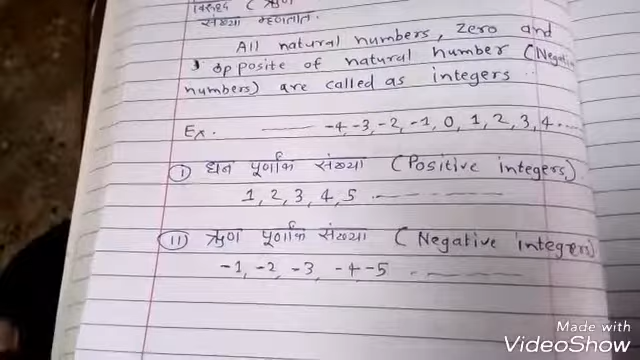 विरुद्ध ( ऋण
संख्या म्हणतात.
All natural numbers, zero and
opposite of natural number (Negative
numbers) are called as integers
Ex. -4, -3, -2, -1, 0, 1, 2, 3, 4 ....
(I) धन पूर्णांक संख्या (Positive integers)
1, 2, 3, 4, 5
(II) ऋण पूर्णांक संख्या (Negative integers)
-1, -2, -3, -4 -5
Made with
VideoShow